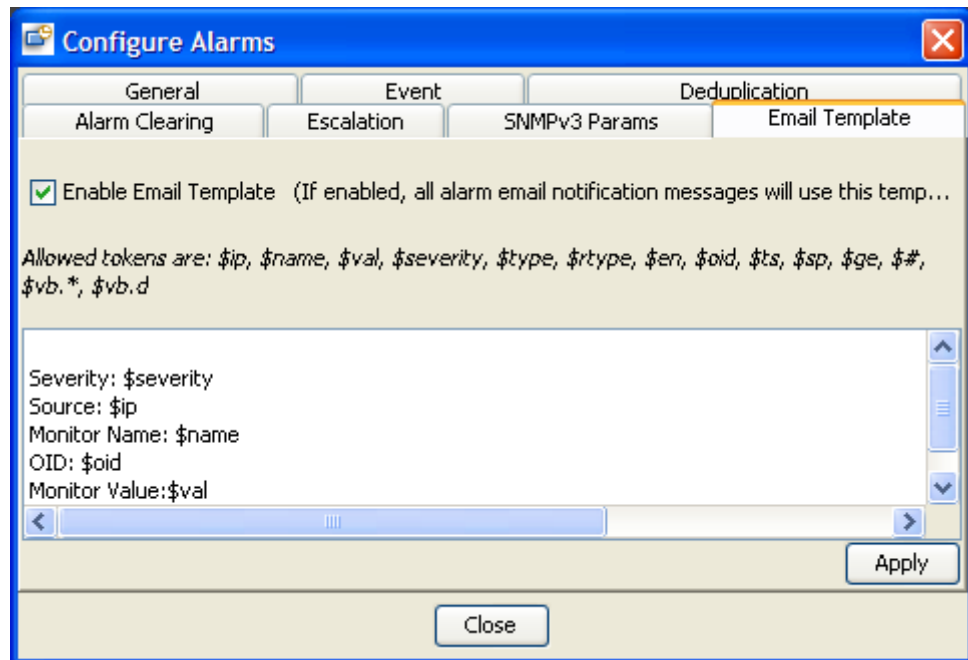 Configure Alarms
General Event Deduplication
Alarm Clearing Escalation SNMPv3 Params Email Template
Enable Email Template (If enabled, all alarm email notification messages will use this temp...
Allowed tokens are: $ip, $name, $val, $severity, $type, $rtype, $en, $oid, $ts, $sp, $ge, $#,
$vb.*, $vb.d
Severity: $severity
Source: $ip
Monitor Name: $name
OID: $oid
Monitor Value:$val
Apply
Close